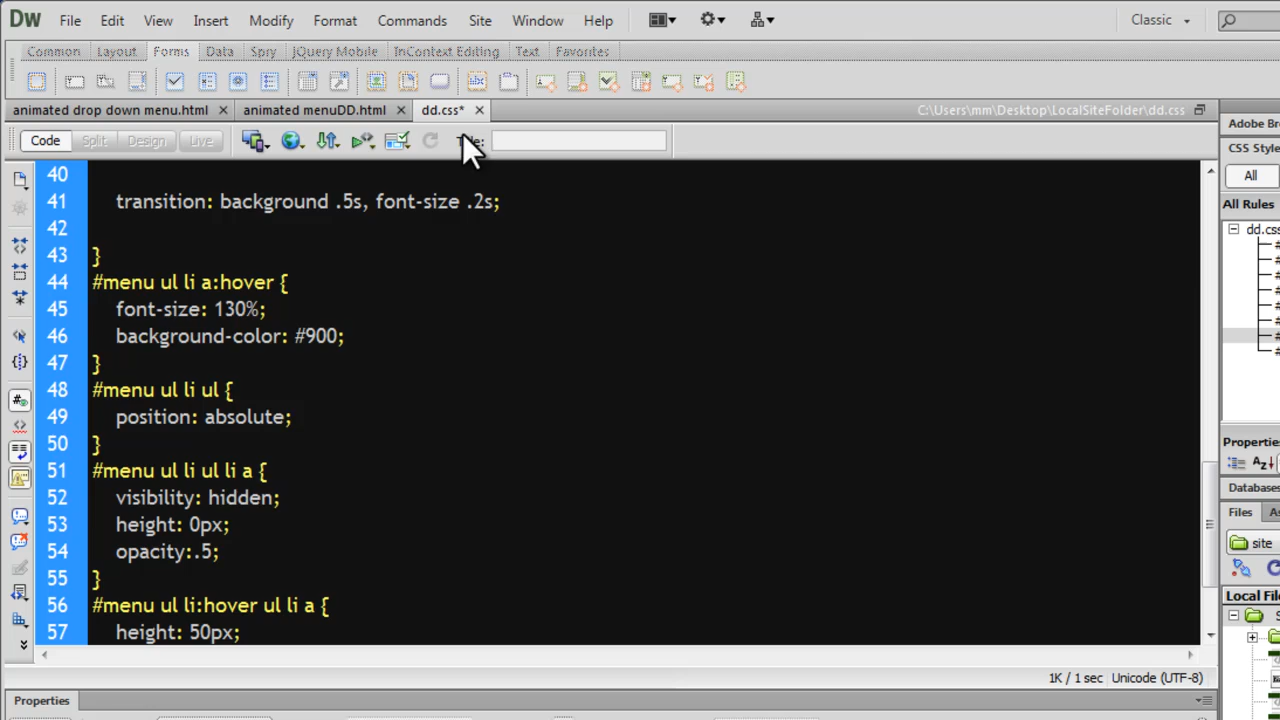 Dw File Edit View Insert Modify Format Commands Site Window Help Classic
Common Layout Forms Data Spry jQuery Mobile InContext Editing Text Favorites
animated drop down menu.html animated menuDD.html dd.css* C:\Users\mm\Desktop\LocalSiteFolder\dd.css
Code Split Design Live
40
41 transition: background .5s, font-size .2s;
42
43 }
44 #menu ul li a:hover {
45 font-size: 130%;
46 background-color: #900;
47 }
48 #menu ul li ul {
49 position: absolute;
50 }
51 #menu ul li ul li a {
52 visibility: hidden;
53 height: 0px;
54 opacity:.5;
55 }
56 #menu ul li:hover ul li a {
57 height: 50px;
1K / 1 sec Unicode (UTF-8)
Properties
Adobe Br
CSS Style
All
All Rules
dd.cs
Properti
Databases
Files As
site
Local Fil